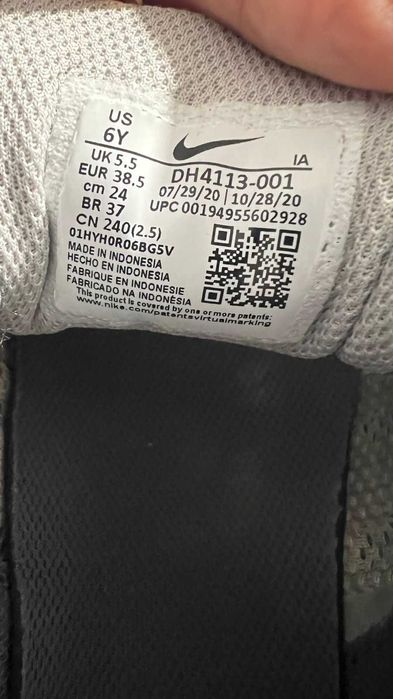 US
6Y
IA
UK 5.5
EUR 38.5
cm 24
BR 37
CN 240(2.5)
DH4113-001
07/29/20 | 10/28/20
UPC 00194955602928
01HYH0R06BG5V
MADE IN INDONESIA
HECHO EN INDONESIA
FABRIQUE EN INDONESIE
FABRICADO NA INDONÉSIA
This product is covered by one or more patents:
www.nike.com/patentsvirtualmarking